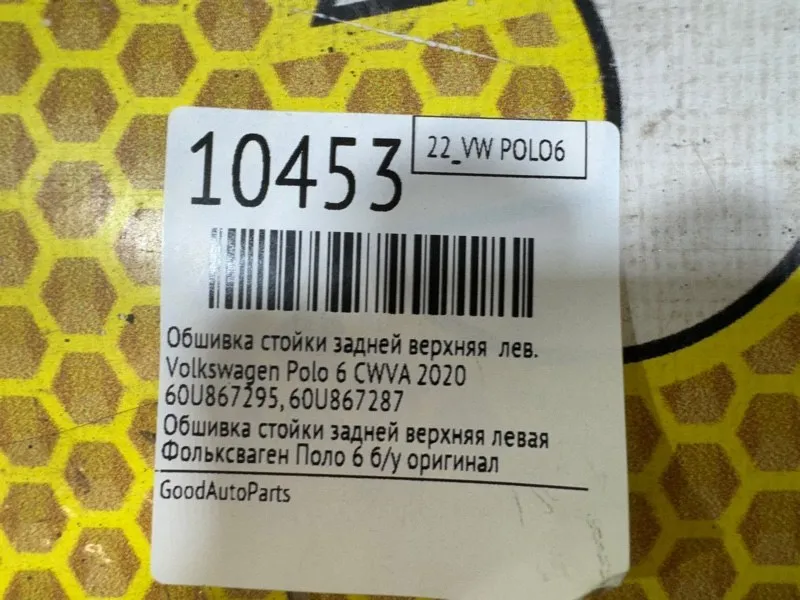 10453
22_VW POLO6
Обшивка стойки задней верхняя лев.
Volkswagen Polo 6 CWVA 2020
60U867295, 60U867287
Обшивка стойки задней верхняя левая
Фольксваген Поло 6 б/у оригинал
GoodAutoParts